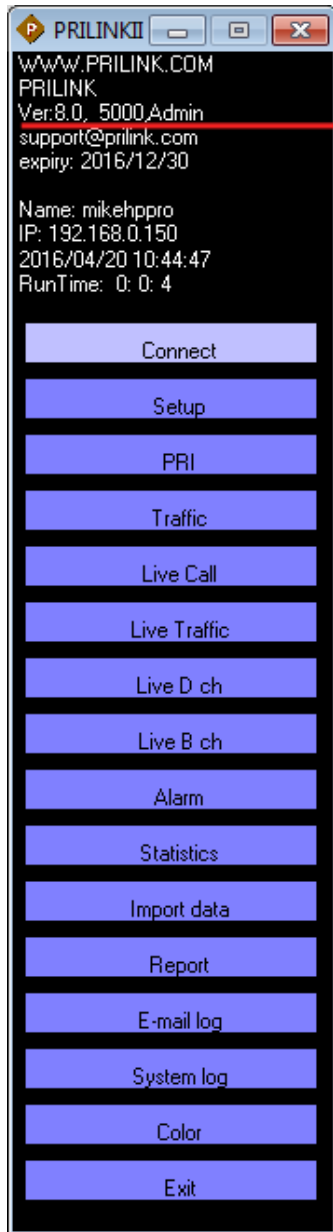 PRILINKII
WWW.PRILINK.COM
PRILINK
Ver:8.0,  5000,Admin
support@prilink.com
expiry: 2016/12/30
Name: mikehppro
IP: 192.168.0.150
2016/04/20 10:44:47
RunTime:  0: 0: 4
Connect
Setup
PRI
Traffic
Live Call
Live Traffic
Live D ch
Live B ch
Alarm
Statistics
Import data
Report
E-mail log
System log
Color
Exit